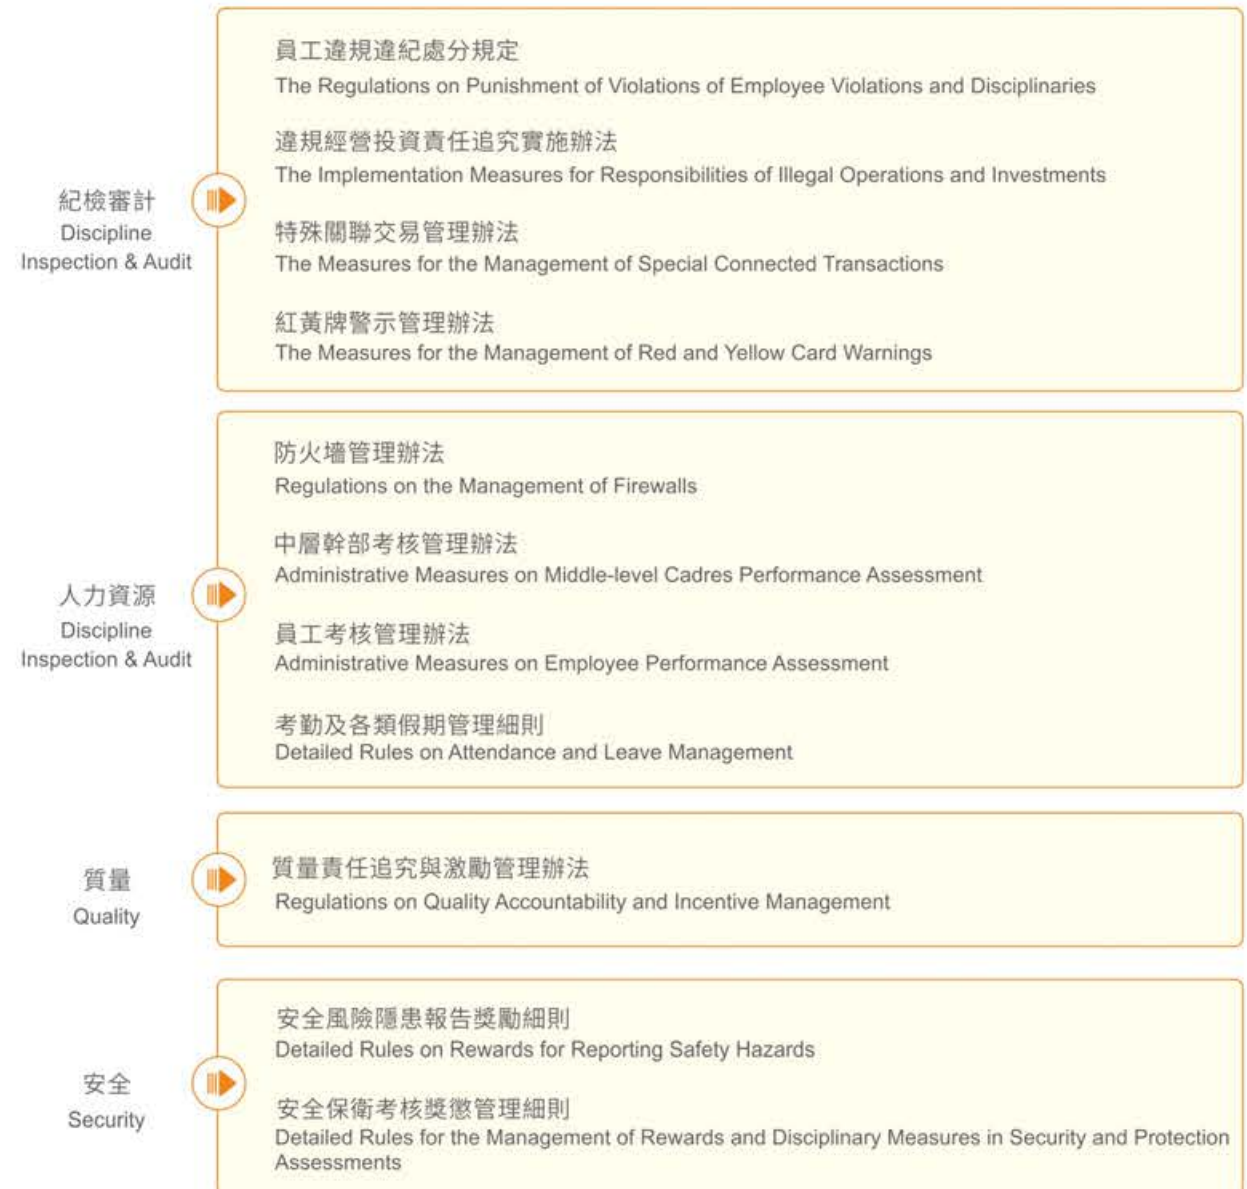 員工違規違紀處分規定
The Regulations on Punishment of Violations of Employee Violations and Disciplinaries
違規經營投資責任追究實施辦法
The Implementation Measures for Responsibilities of Illegal Operations and Investments
紀檢審計
Discipline
Inspection & Audit
特殊關聯交易管理辦法
The Measures for the Management of Special Connected Transactions
紅黃牌警示管理辦法
The Measures for the Management of Red and Yellow Card Warnings
防火墻管理辦法
Regulations on the Management of Firewalls
中層幹部考核管理辦法
Administrative Measures on Middle-level Cadres Performance Assessment
人力資源
Discipline
Inspection & Audit
員工考核管理辦法
Administrative Measures on Employee Performance Assessment
考勤及各類假期管理細則
Detailed Rules on Attendance and Leave Management
質量
Quality
質量責任追究與激勵管理辦法
Regulations on Quality Accountability and Incentive Management
安全風險隱患報告獎勵細則
Detailed Rules on Rewards for Reporting Safety Hazards
安全
Security
安全保衛考核獎懲管理細則
Detailed Rules for the Management of Rewards and Disciplinary Measures in Security and Protection
Assessments